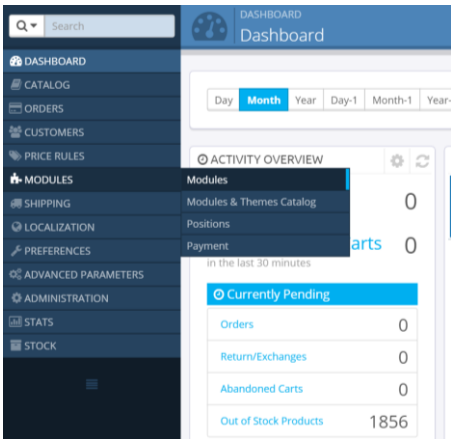 Search
DASHBOARD
Dashboard
DASHBOARD
CATALOG
ORDERS
CUSTOMERS
PRICE RULES
MODULES
SHIPPING
LOCALIZATION
PREFERENCES
ADVANCED PARAMETERS
ADMINISTRATION
STATS
STOCK
Modules
Modules & Themes Catalog
Positions
Payment
Day Month Year Day-1 Month-1 Year-
ACTIVITY OVERVIEW
0
arts 0
in the last 30 minutes
Currently Pending
Orders 0
Return/Exchanges 0
Abandoned Carts 0
Out of Stock Products 1856